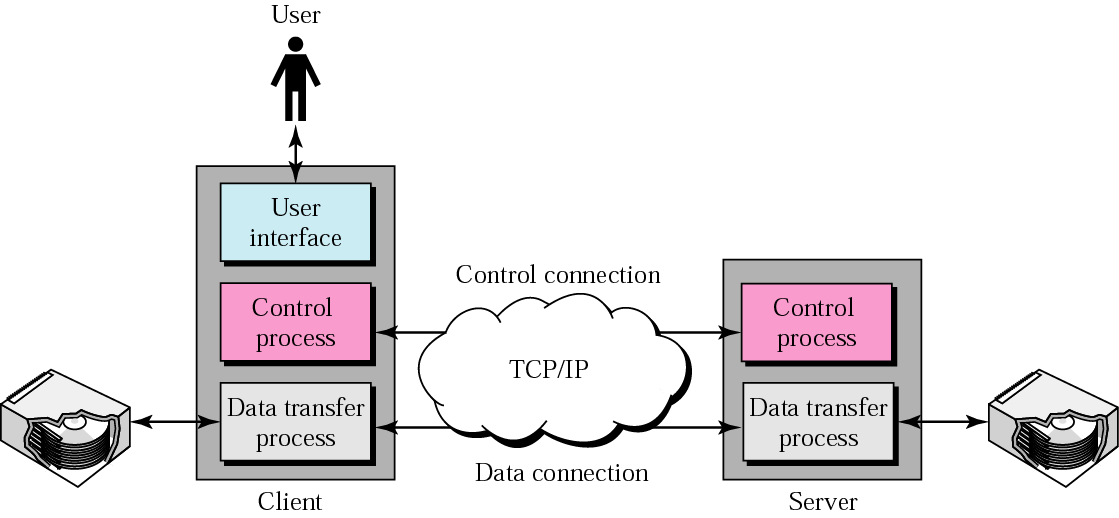 User
User
interface
Control connection
Control
process
Control
process
TCP/IP
Data transfer
process
Data transfer
process
Data connection
Client
Server